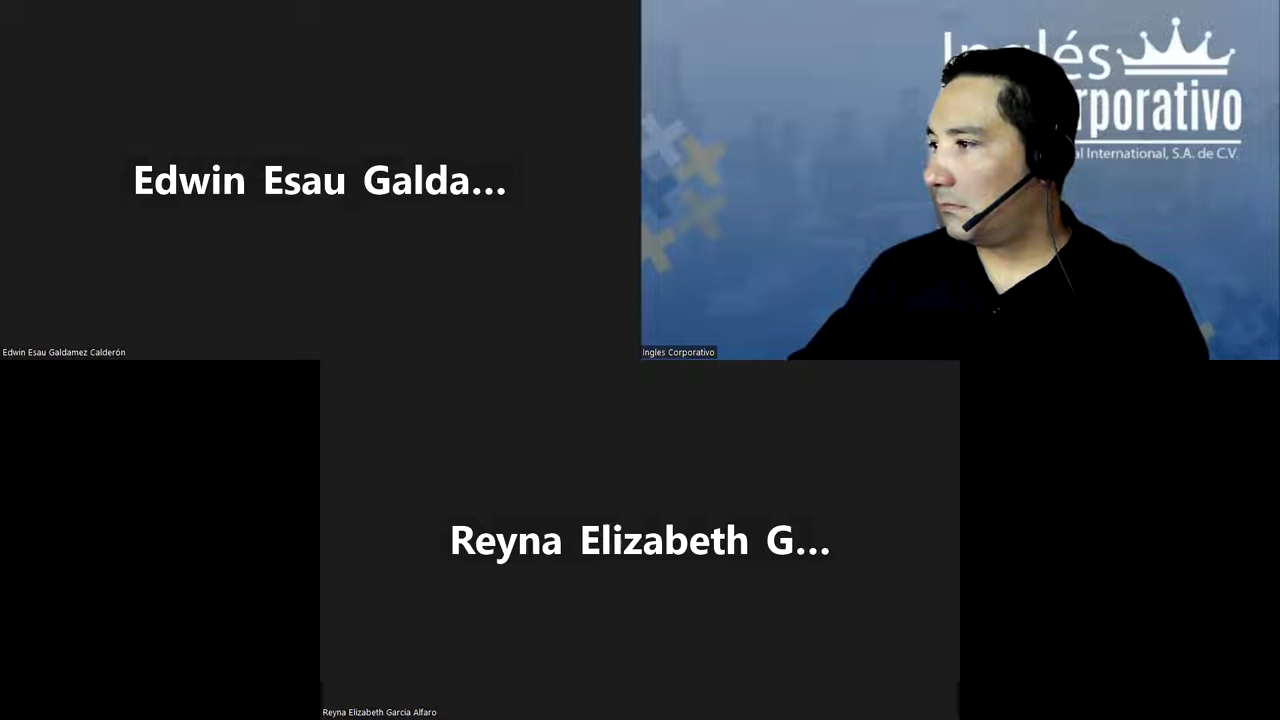 Edwin Esau Galda...
Edwin Esau Galdamez Calderón
Inglés
rporativo
al International, S.A. de C.V.
Ingles Corporativo
Reyna Elizabeth G...
Reyna Elizabeth Garcia Alfaro